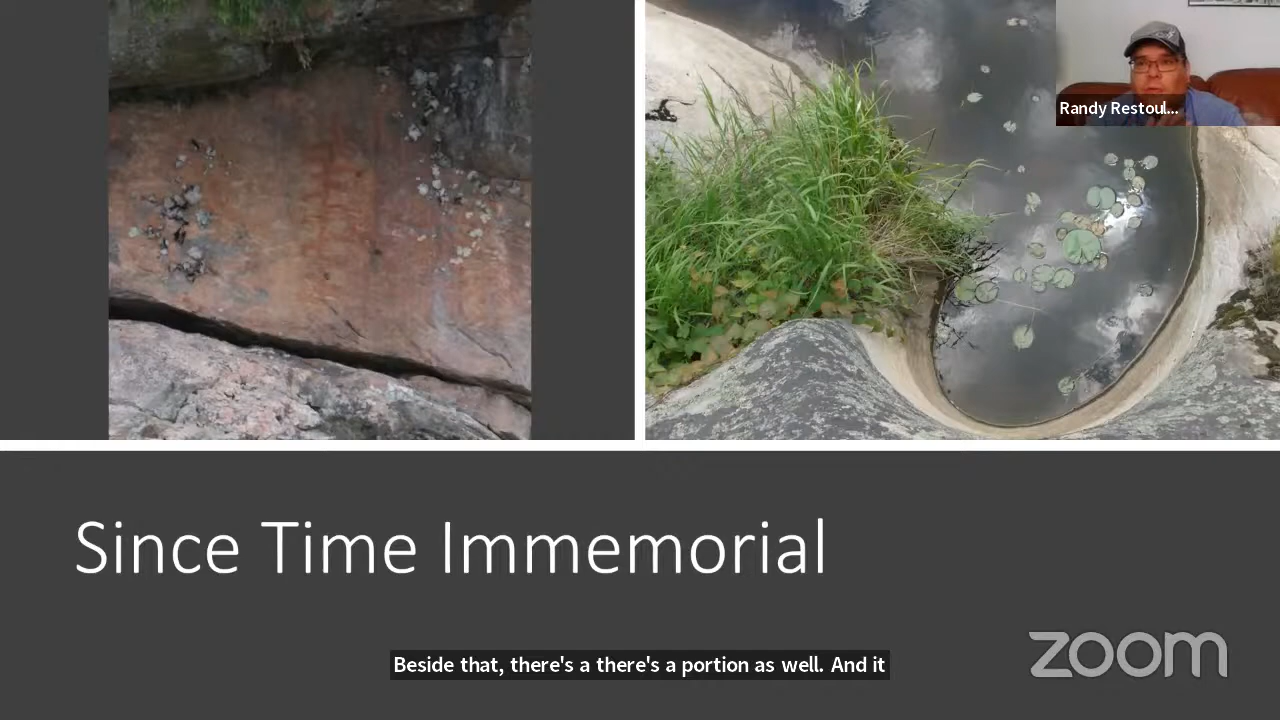 Randy Restoul...
Since Time Immemorial
Beside that, there's a there's a portion as well. And it
zoom